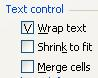 Text control
Wrap text
Shrink to fit
Merge cells